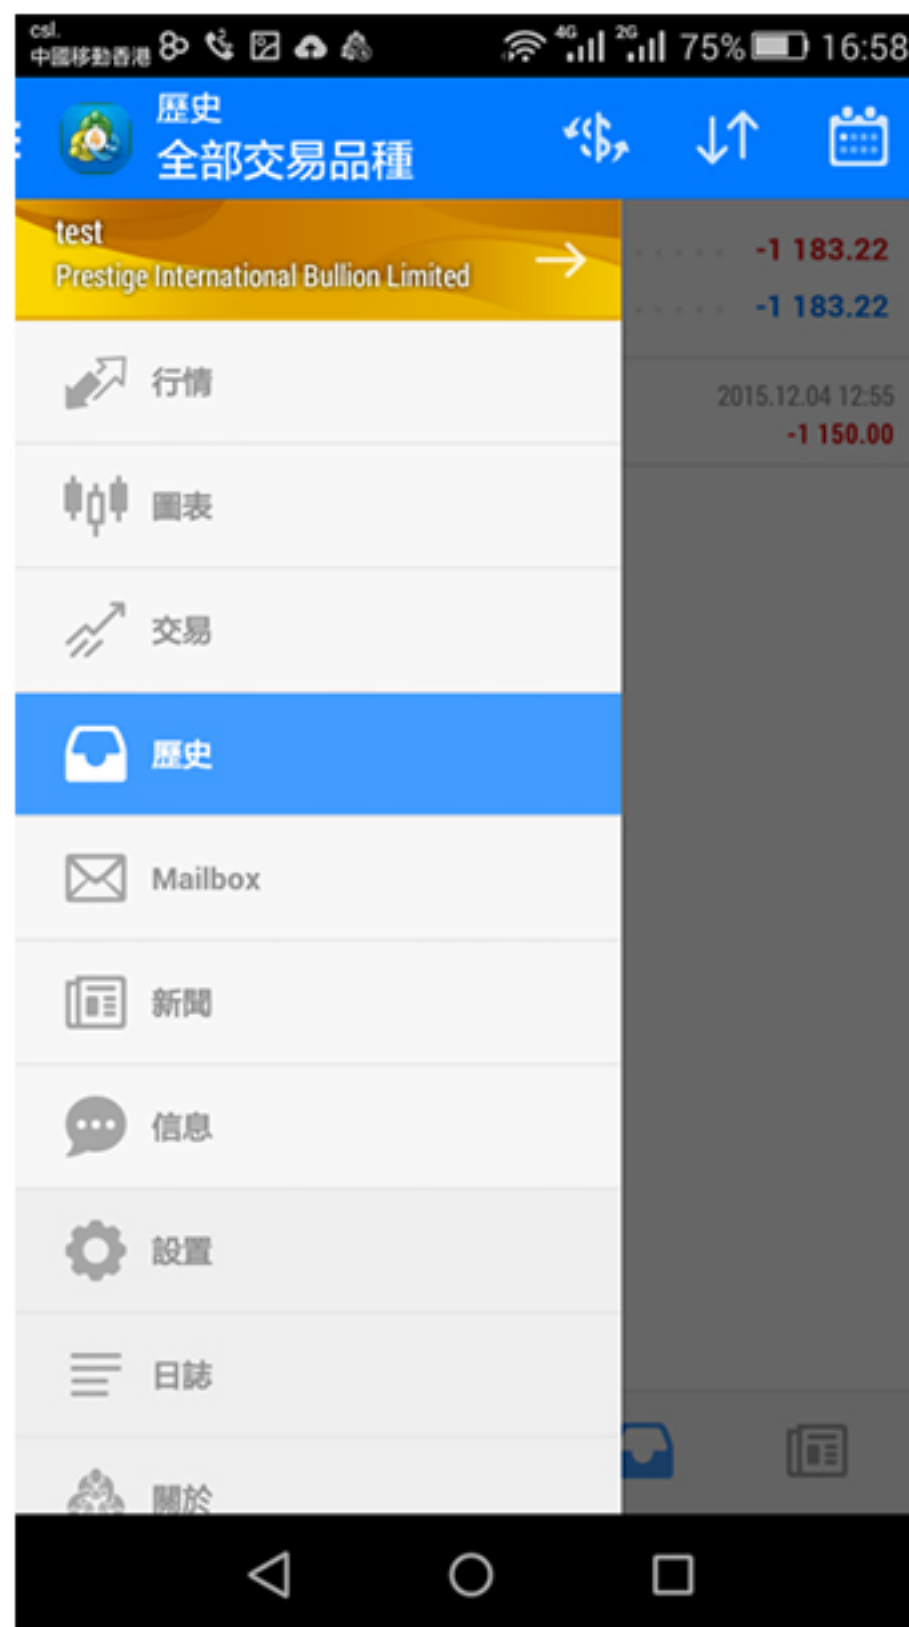 csl.
中國移動香港
4G 2G 75% 16:58
歷史
全部交易品種
test
Prestige International Bullion Limited
-1 183.22
-1 183.22
2015.12.04 12:55
-1 150.00
行情
圖表
交易
歷史
Mailbox
新聞
信息
設置
日誌
關於